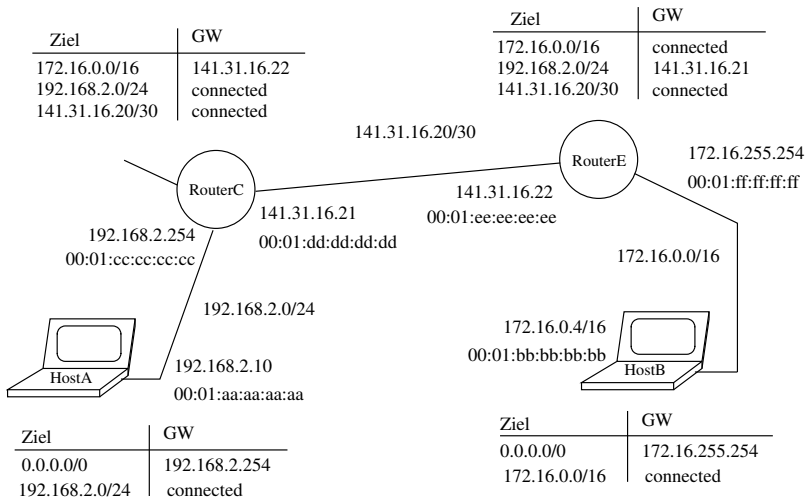 Ziel GW
172.16.0.0/16 141.31.16.22
192.168.2.0/24 connected
141.31.16.20/30 connected
Ziel GW
172.16.0.0/16 connected
192.168.2.0/24 141.31.16.21
141.31.16.20/30 connected
141.31.16.20/30
RouterC
RouterE
172.16.255.254
00:01:ff:ff:ff:ff
141.31.16.22
00:01:ee:ee:ee:ee
141.31.16.21
00:01:dd:dd:dd:dd
192.168.2.254
00:01:cc:cc:cc:cc
172.16.0.0/16
192.168.2.0/24
172.16.0.4/16
00:01:bb:bb:bb:bb
192.168.2.10
00:01:aa:aa:aa:aa
HostA
HostB
Ziel GW
0.0.0.0/0 192.168.2.254
192.168.2.0/24 connected
Ziel GW
0.0.0.0/0 172.16.255.254
172.16.0.0/16 connected